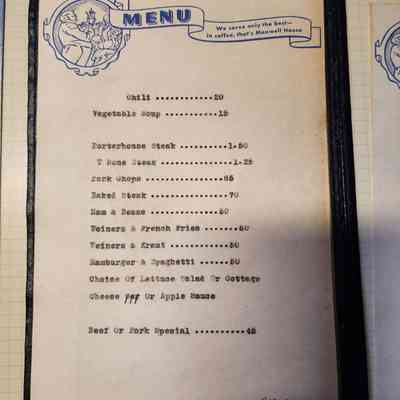 MENU
We serve only the best—
in coffee, that's Maxwell House
Chili ............20
Vegetable Soup ...........15
Porterhouse Steak ...........1.50
T Bone Steak ................1.25
Pork Chops ...............85
Baked Steak ................70
Ham & Beans ..............50
Weiners & French Fries .......50
Weiners & Kraut ............50
Hamburger & Spaghetti ......50
Choice Of Lettuce Salad Or Cottage
Cheese Or Apple Sauce
Beef Or Pork Spesial ..........45